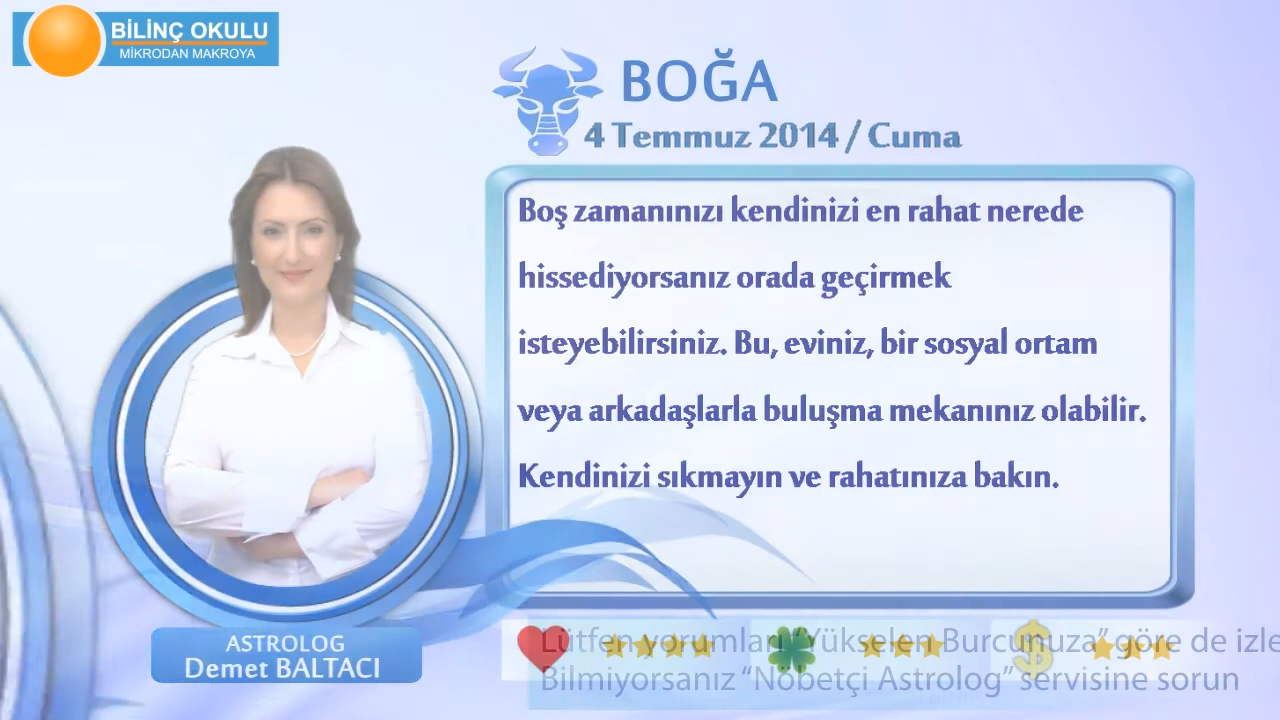 BİLİNÇ OKULU
MİKRODAN MAKROYA
BOĞA
4 Temmuz 2014 / Cuma
Boş zamanınızı kendinizi en rahat nerede
hissediyorsanız orada geçirmek
isteyebilirsiniz. Bu, eviniz, bir sosyal ortam
veya arkadaşlarla buluşma mekanınız olabilir.
Kendinizi sıkmayın ve rahatınıza bakın.
ASTROLOG
Demet BALTACI
Lütfen yorumları "Yükselen Burcunuza" göre de izle
Bilmiyorsanız "Nöbetçi Astrolog" servisine sorun